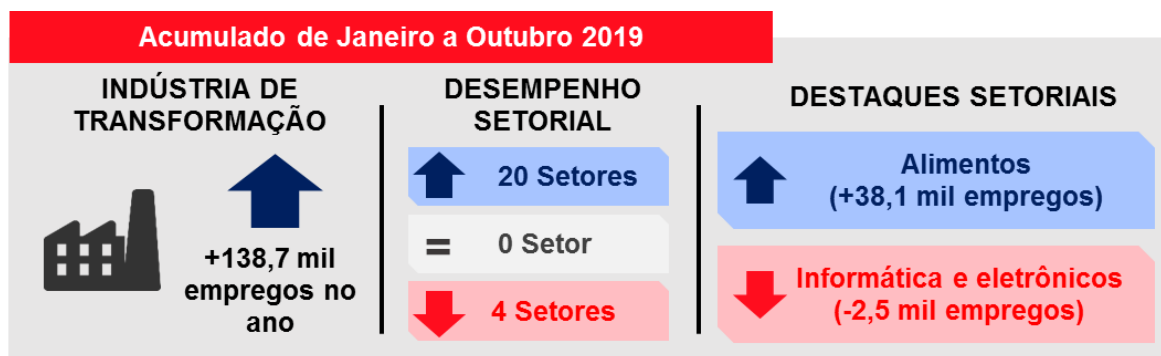 Acumulado de Janeiro a Outubro 2019
INDÚSTRIA DE
TRANSFORMAÇÃO
+138,7 mil
empregos no
ano
DESEMPENHO
SETORIAL
20 Setores
= 0 Setor
4 Setores
DESTAQUES SETORIAIS
Alimentos
(+38,1 mil empregos)
Informática e eletrônicos
(-2,5 mil empregos)